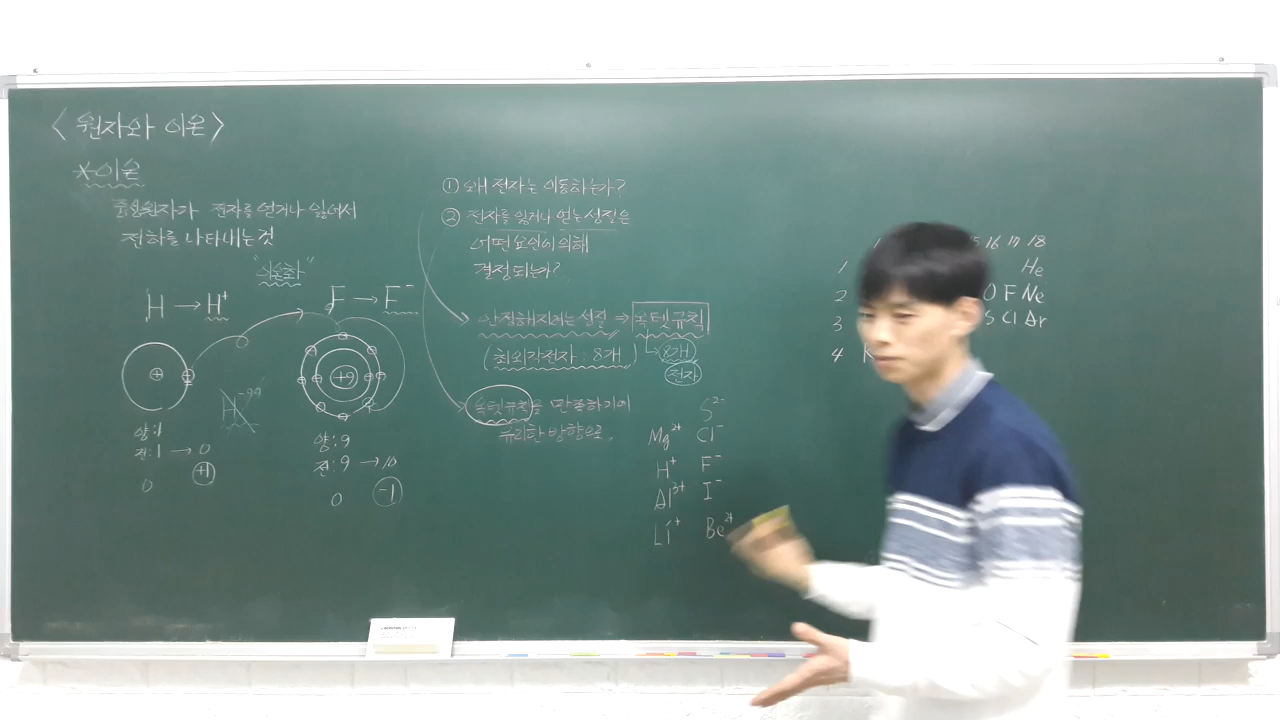 <원자와 이온>
*이온
중성원자가 전자를 얻거나 잃어서
전하를 나타내는것
"이온화"
H → H⁺
F → F⁻
+
+9
H⁻⁹⁹
양:1
전:1 → 0
0 +1
양:9
전:9 → 10
0 -1
① 왜 전자는 이동하는가?
② 전자를 잃거나 얻는 성질은
어떤 요인에 의해
결정되는가?
안정해지려는 성질 ⇒ 옥텟규칙
(최외각전자 : 8개)
8개
전자
옥텟규칙을 만족하기에
유리한 방향으로.
S²⁻
Mg²⁺ Cl⁻
H⁺ F⁻
Al³⁺ I⁻
Li⁺ Be²⁺
16 17 18
1 He
2 O F Ne
3 S Cl Ar
4 K